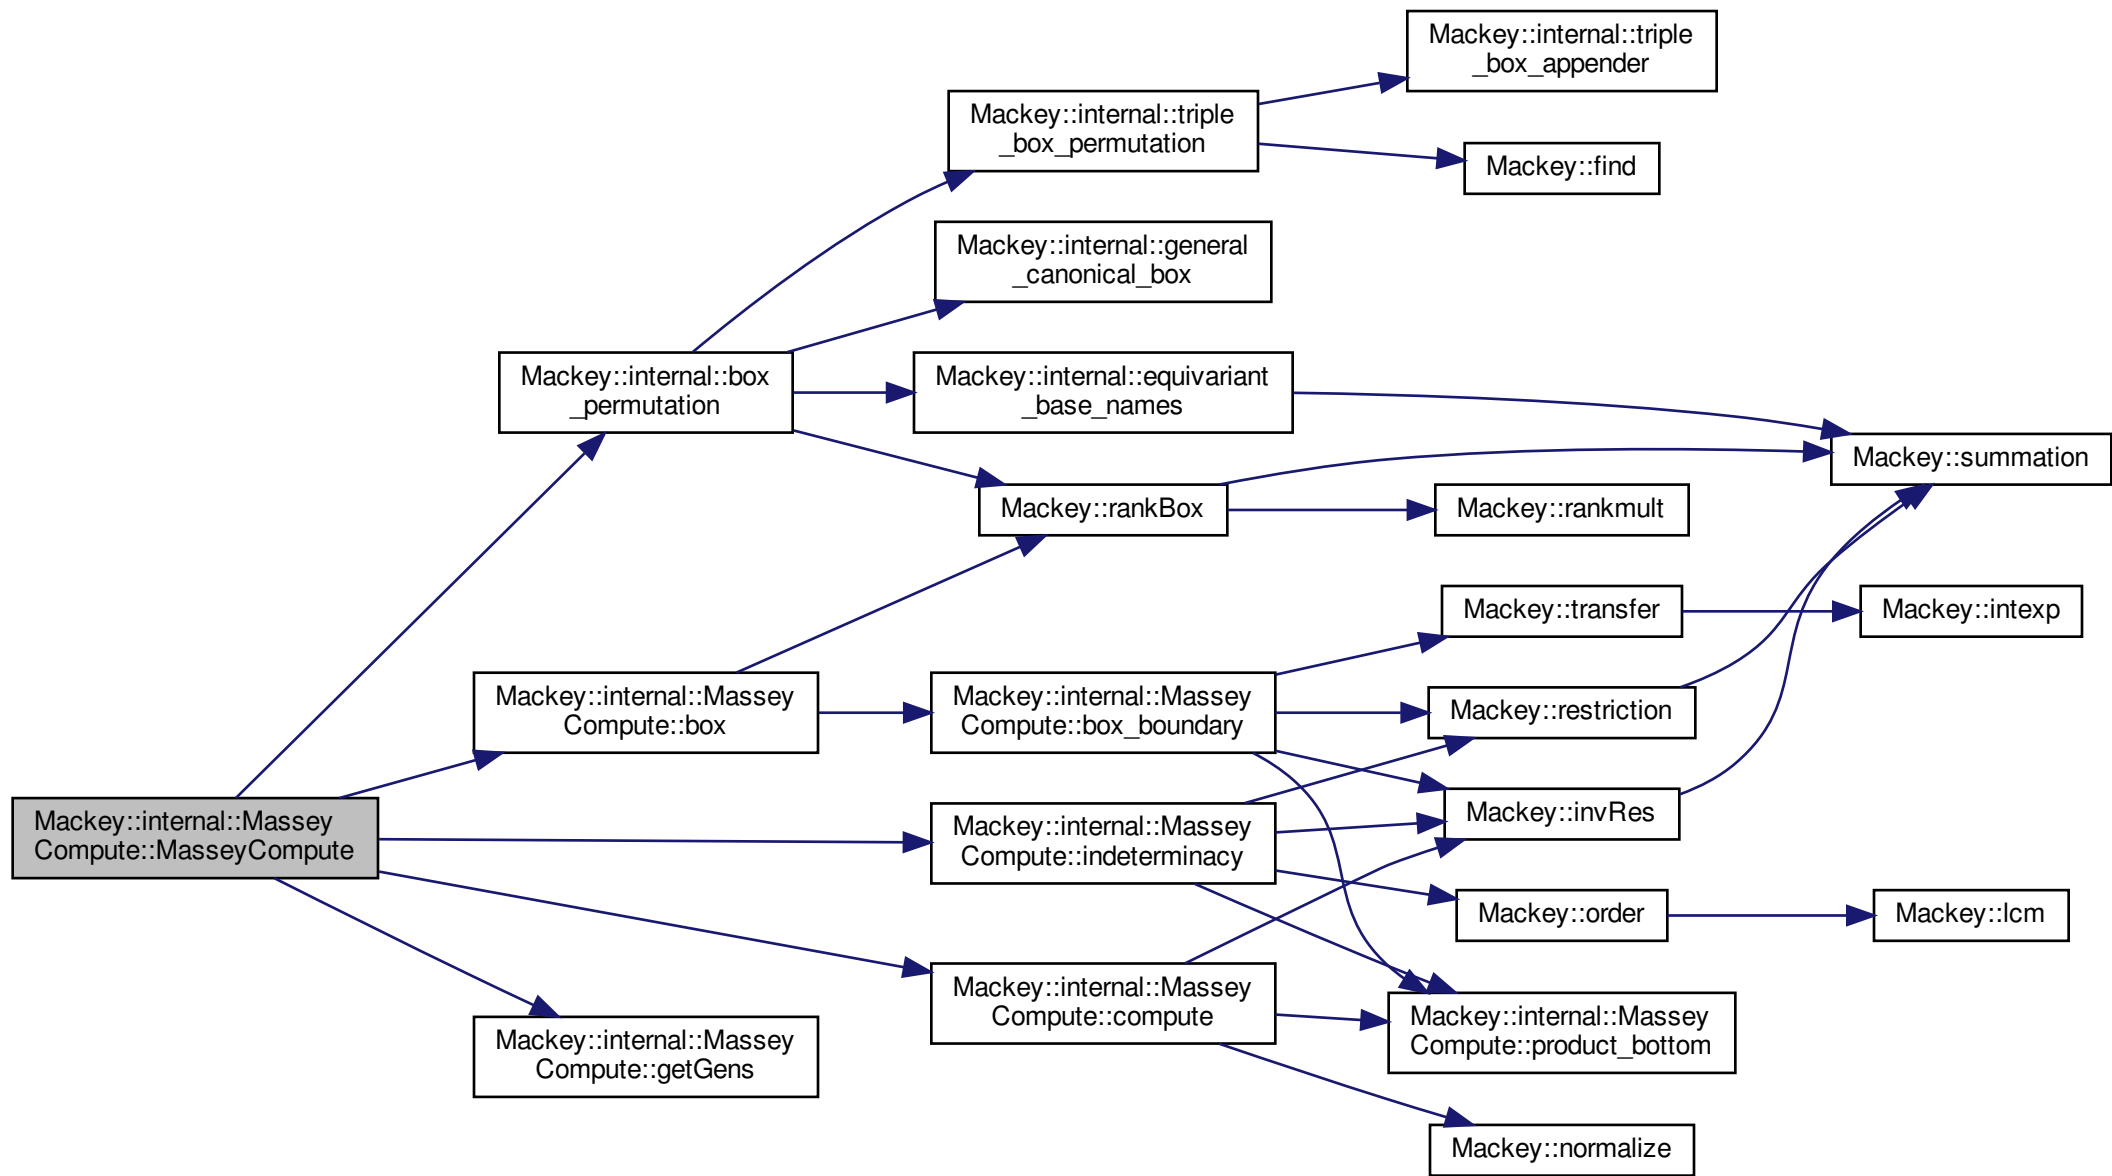 Mackey::internal::Massey
Compute::MasseyCompute
Mackey::internal::box
_permutation
Mackey::internal::triple
_box_permutation
Mackey::internal::triple
_box_appender
Mackey::find
Mackey::internal::general
_canonical_box
Mackey::internal::equivariant
_base_names
Mackey::summation
Mackey::rankBox
Mackey::rankmult
Mackey::internal::Massey
Compute::box
Mackey::internal::Massey
Compute::box_boundary
Mackey::transfer
Mackey::intexp
Mackey::restriction
Mackey::invRes
Mackey::internal::Massey
Compute::indeterminacy
Mackey::order
Mackey::lcm
Mackey::internal::Massey
Compute::compute
Mackey::internal::Massey
Compute::product_bottom
Mackey::internal::Massey
Compute::getGens
Mackey::normalize